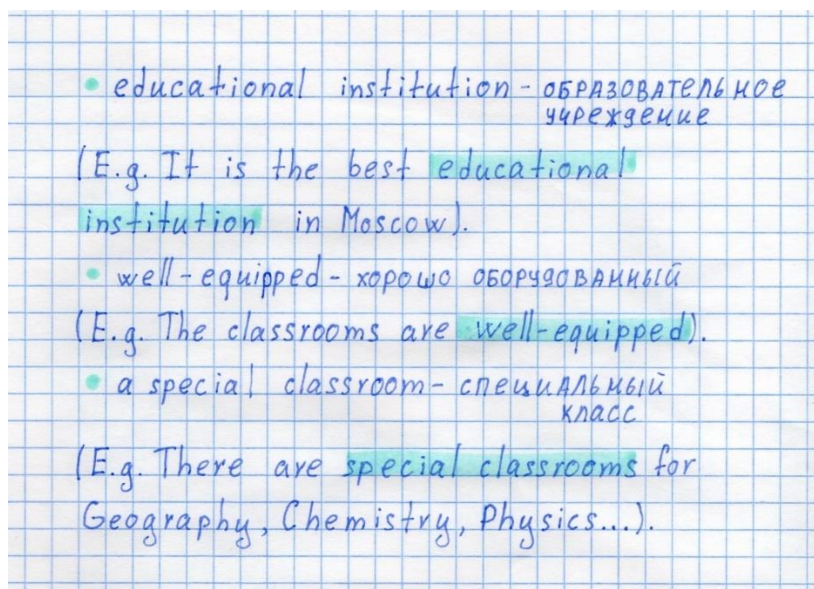 • educational institution - образовательное
учреждение
(E.g. It is the best educational
institution in Moscow).
• well-equipped - хорошо оборудованный
(E.g. The classrooms are well-equipped).
• a special classroom - специальный
класс
(E.g. There are special classrooms for
Geography, Chemistry, Physics...).